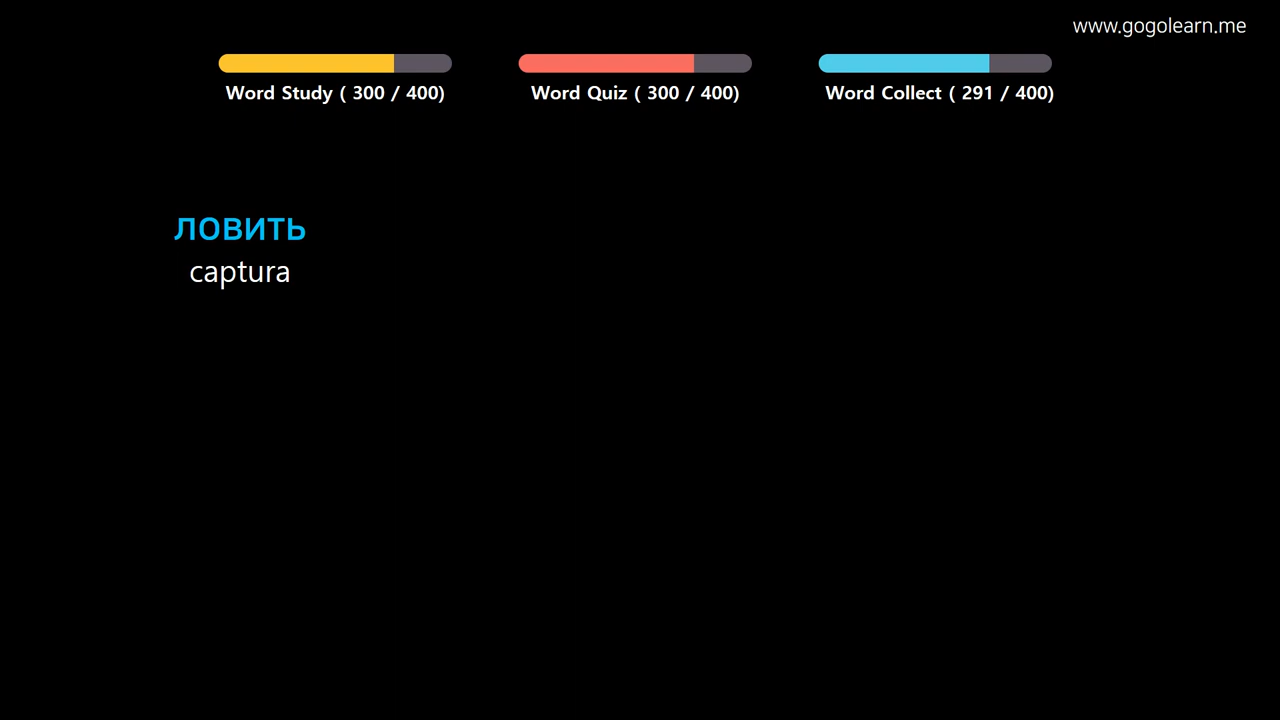 www.gogolearn.me
Word Study ( 300 / 400)
Word Quiz ( 300 / 400)
Word Collect ( 291 / 400)
ловить
captura